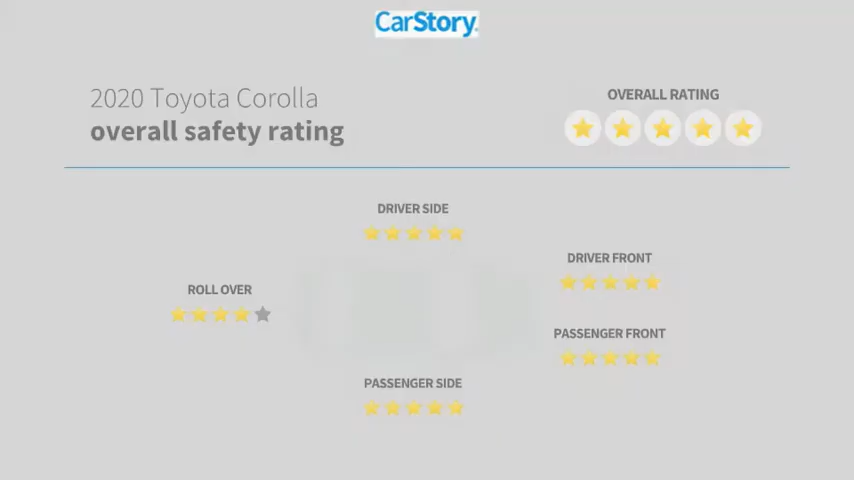 CarStory.
2020 Toyota Corolla
overall safety rating
OVERALL RATING
DRIVER SIDE
DRIVER FRONT
ROLL OVER
PASSENGER FRONT
PASSENGER SIDE